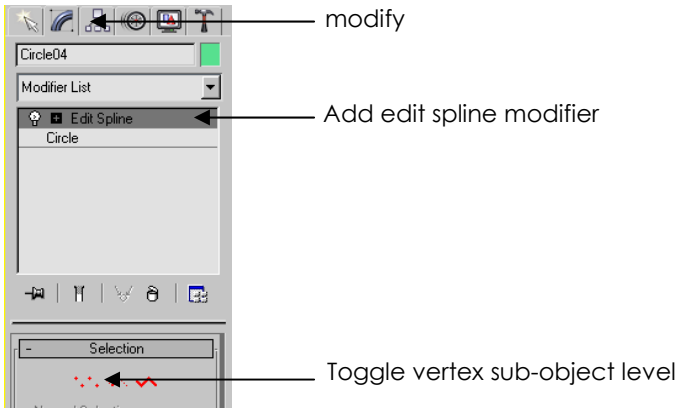 modify
Circle04
Modifier List
Add edit spline modifier
Edit Spline
Circle
- Selection
Toggle vertex sub-object level